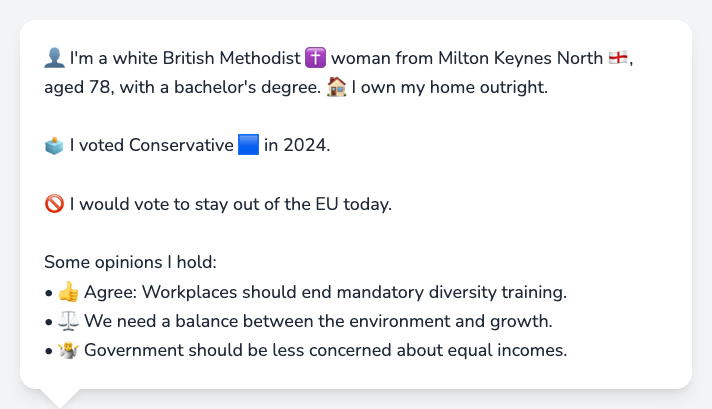 👤 I'm a white British Methodist ✝️ woman from Milton Keynes North 🏴󠁧󠁢󠁥󠁮󠁧󠁿,
aged 78, with a bachelor's degree. 🏠 I own my home outright.
🗳️ I voted Conservative 🟦 in 2024.
🚫 I would vote to stay out of the EU today.
Some opinions I hold:
• 👍 Agree: Workplaces should end mandatory diversity training.
• ⚖️ We need a balance between the environment and growth.
• 🤷 Government should be less concerned about equal incomes.